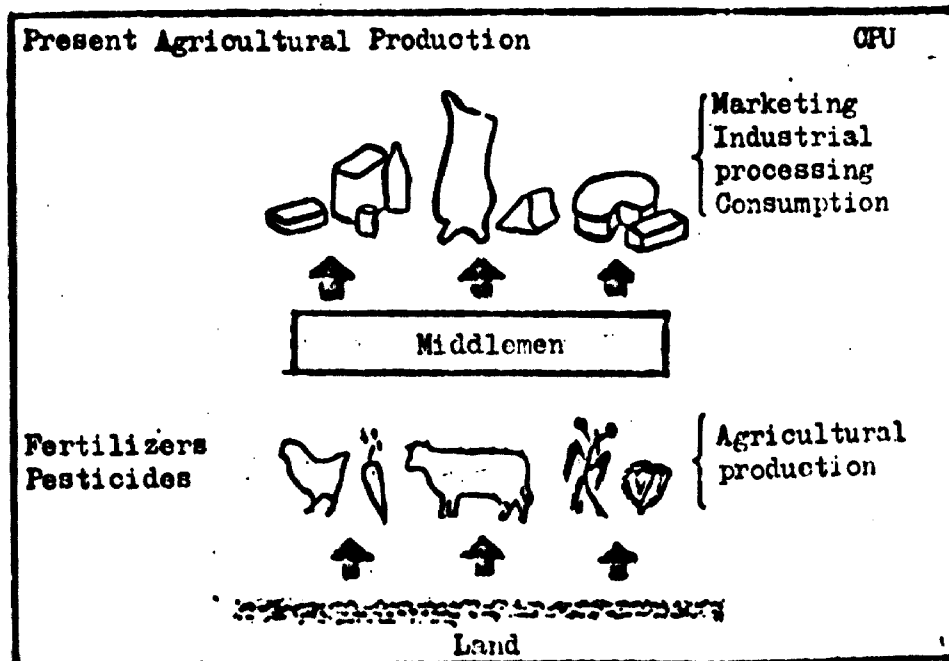 Present Agricultural Production
CPU
Marketing
Industrial
processing
Consumption
Middlemen
Fertilizers
Pesticides
Agricultural
production
Land